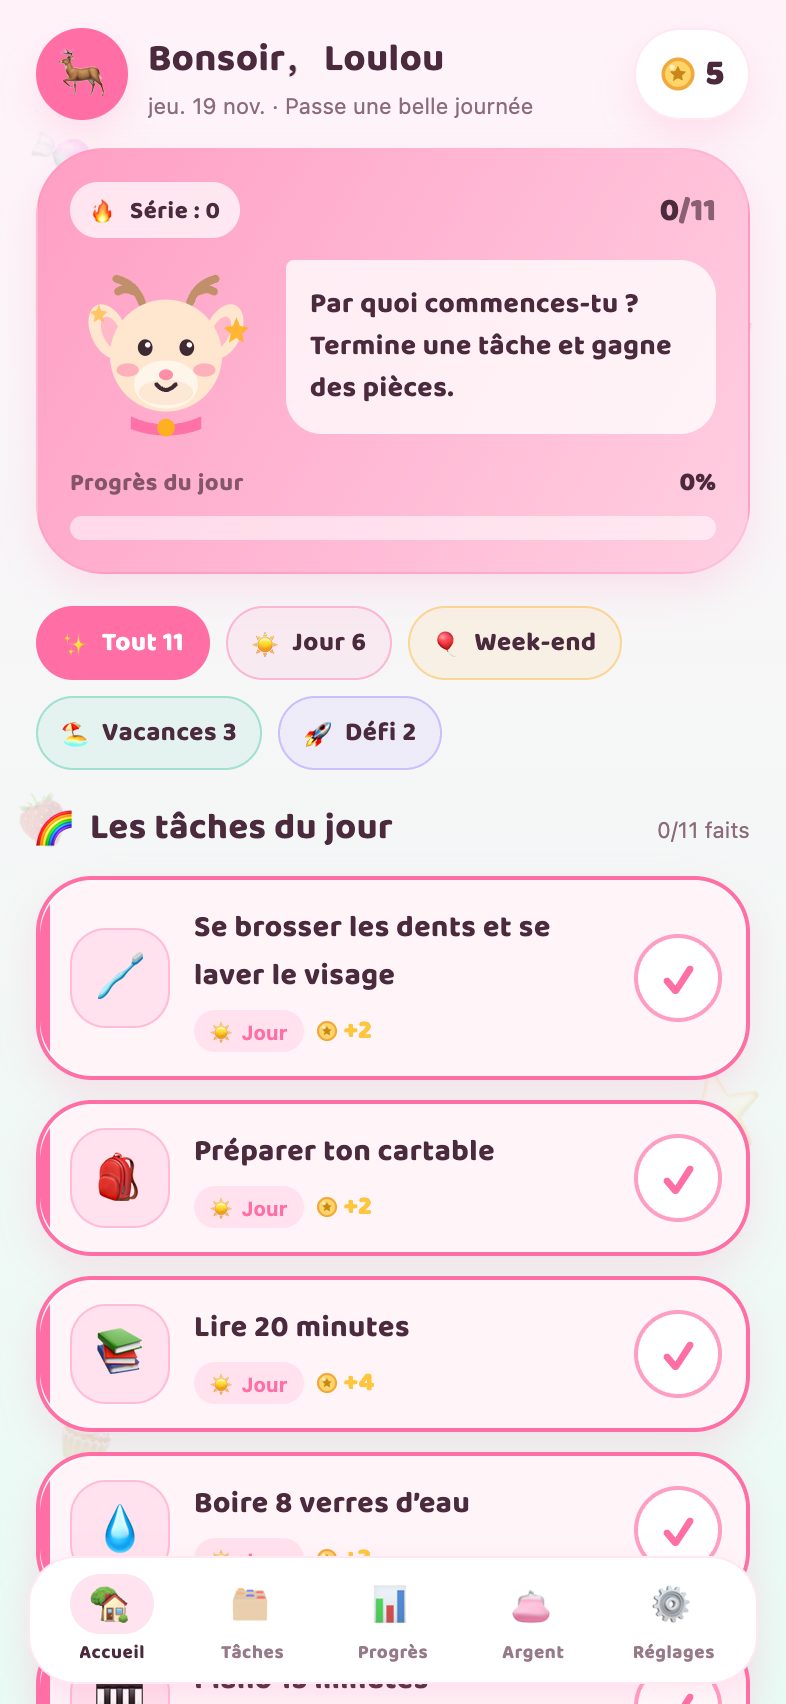 Bonsoir, Loulou
5
jeu. 19 nov. · Passe une belle journée
Série : 0
0/11
Par quoi commences-tu ?
Termine une tâche et gagne
des pièces.
Progrès du jour
0%
Tout 11
Jour 6
Week-end
Vacances 3
Défi 2
Les tâches du jour
0/11 faits
Se brosser les dents et se
laver le visage
Jour +2
Préparer ton cartable
Jour +2
Lire 20 minutes
Jour +4
Boire 8 verres d’eau
Accueil
Tâches
Progrès
Argent
Réglages